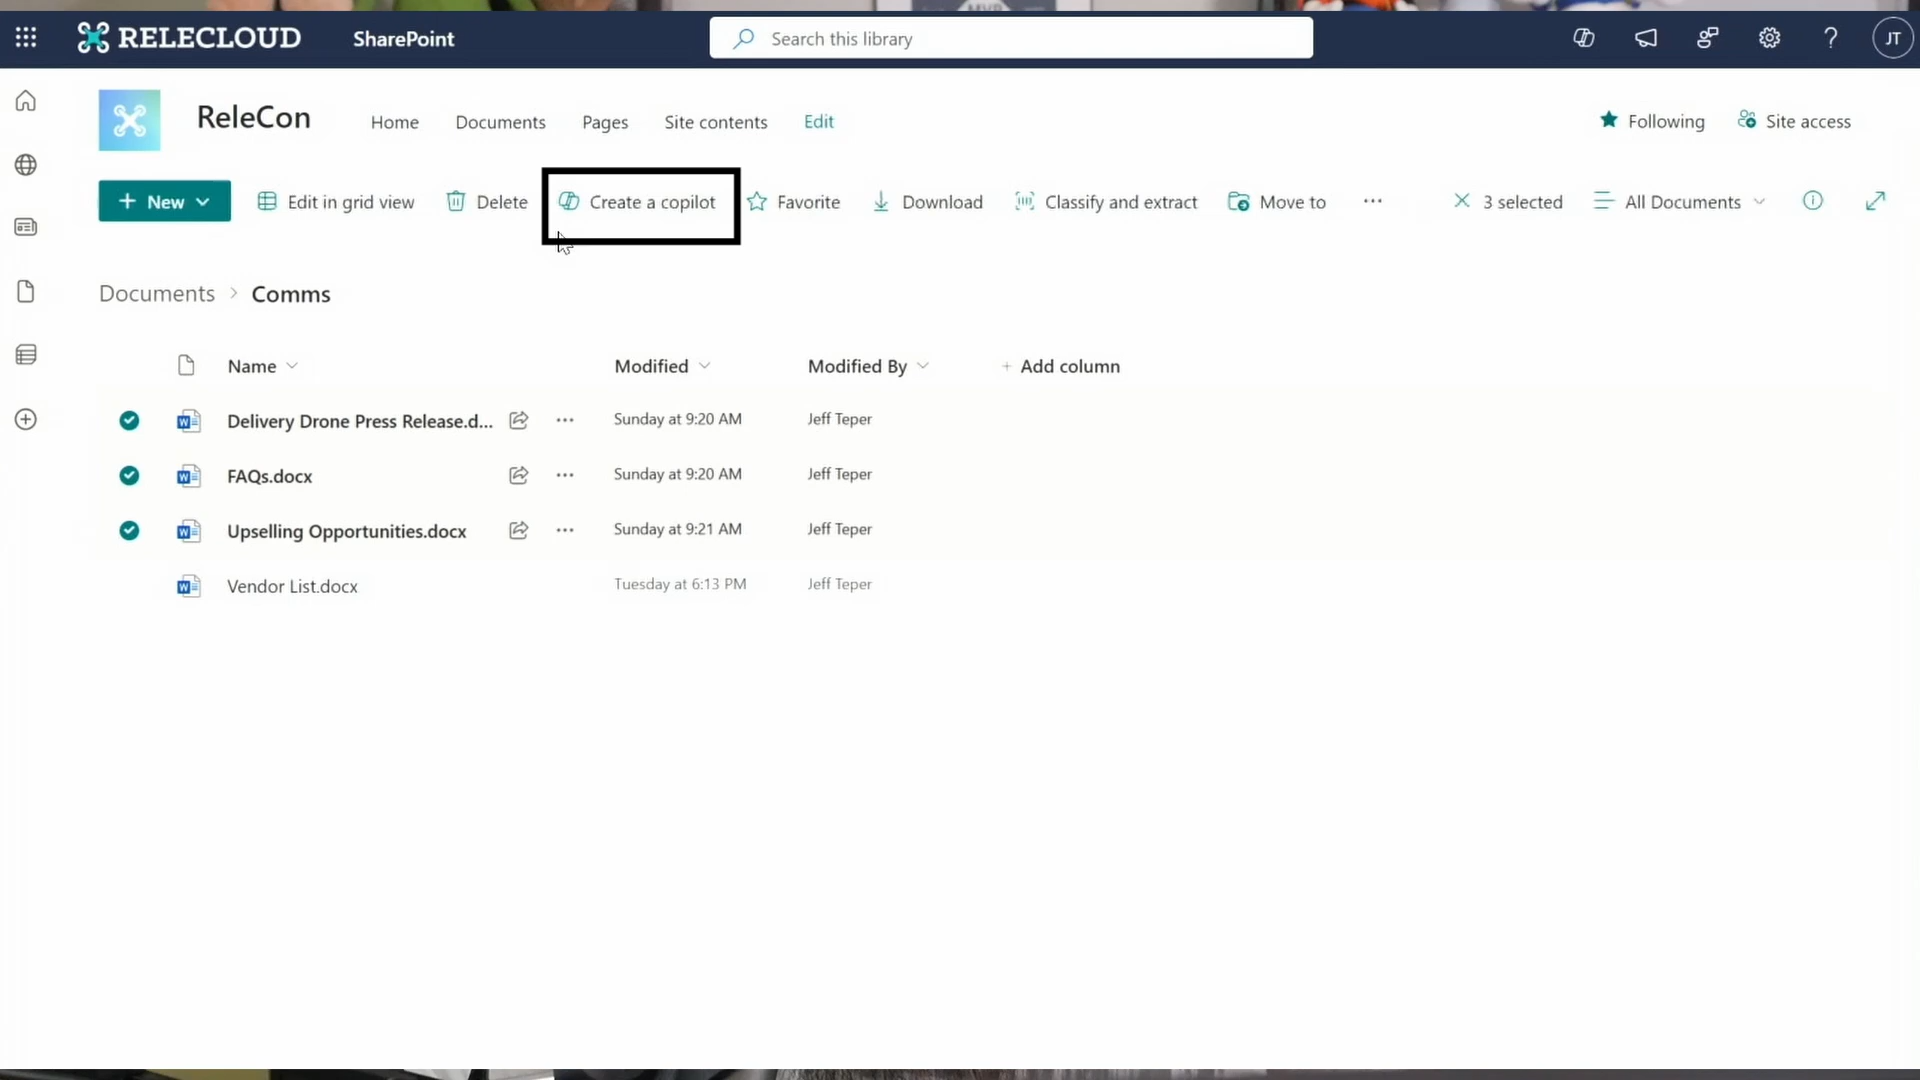 RELECLOUD SharePoint Search this library JT
ReleCon Home Documents Pages Site contents Edit Following Site access
New Edit in grid view Delete Create a copilot Favorite Download Classify and extract Move to ... 3 selected All Documents
Documents > Comms
Name Modified Modified By + Add column
Delivery Drone Press Release.d... Sunday at 9:20 AM Jeff Teper
FAQs.docx Sunday at 9:20 AM Jeff Teper
Upselling Opportunities.docx Sunday at 9:21 AM Jeff Teper
Vendor List.docx Tuesday at 6:13 PM Jeff Teper